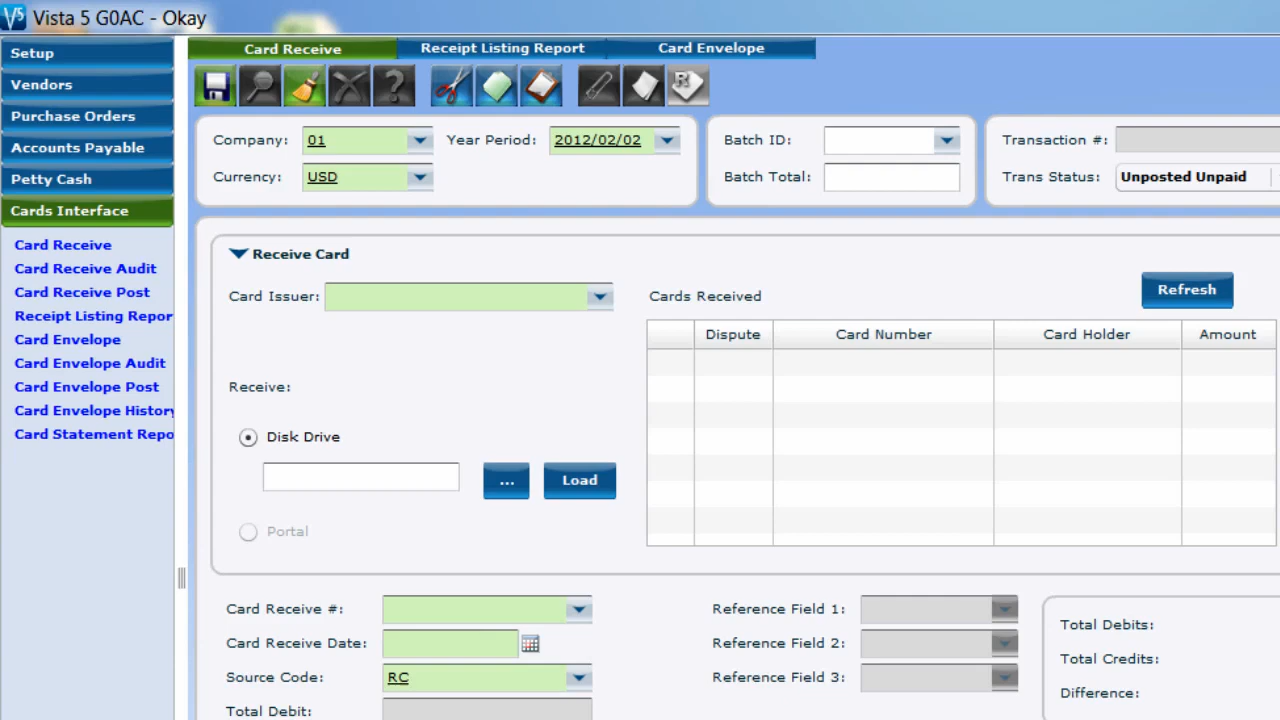 V5 Vista 5 G0AC - Okay
Setup
Vendors
Purchase Orders
Accounts Payable
Petty Cash
Cards Interface
Card Receive
Card Receive Audit
Card Receive Post
Receipt Listing Repor
Card Envelope
Card Envelope Audit
Card Envelope Post
Card Envelope History
Card Statement Repo
Card Receive Receipt Listing Report Card Envelope
?
R
Company: 01 Year Period: 2012/02/02 Batch ID: Transaction #:
Currency: USD Batch Total: Trans Status: Unposted Unpaid
Receive Card
Card Issuer: Cards Received Refresh
Dispute Card Number Card Holder Amount
Receive:
Disk Drive
... Load
Portal
Card Receive #: Reference Field 1:
Card Receive Date: Reference Field 2:
Source Code: RC Reference Field 3:
Total Debit:
Total Debits:
Total Credits:
Difference: